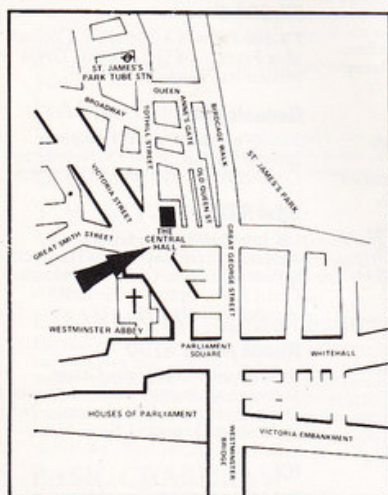 ST. JAMES'S
PARK TUBE STN
QUEEN
ANNE'S GATE
BROADWAY
TOTHILL STREET
BIRDCAGE WALK
ST. JAMES'S PARK
VICTORIA STREET
OLD QUEEN ST
GREAT SMITH STREET
THE
CENTRAL
HALL
GREAT GEORGE STREET
WESTMINSTER ABBEY
PARLIAMENT
SQUARE
WHITEHALL
HOUSES OF PARLIAMENT
WESTMINSTER
BRIDGE
VICTORIA EMBANKMENT